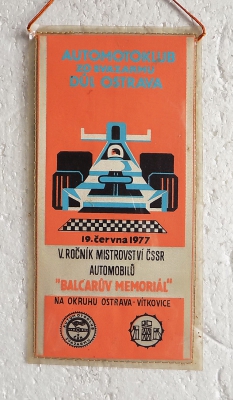 AUTOMOTOKLUB
DŮL OSTRAVA
19. června 1977
V. ROČNÍK MISTROVSTVÍ ČSSR
AUTOMOBILŮ
"BALCARŮV MEMORIÁL"
NA OKRUHU OSTRAVA-VÍTKOVICE